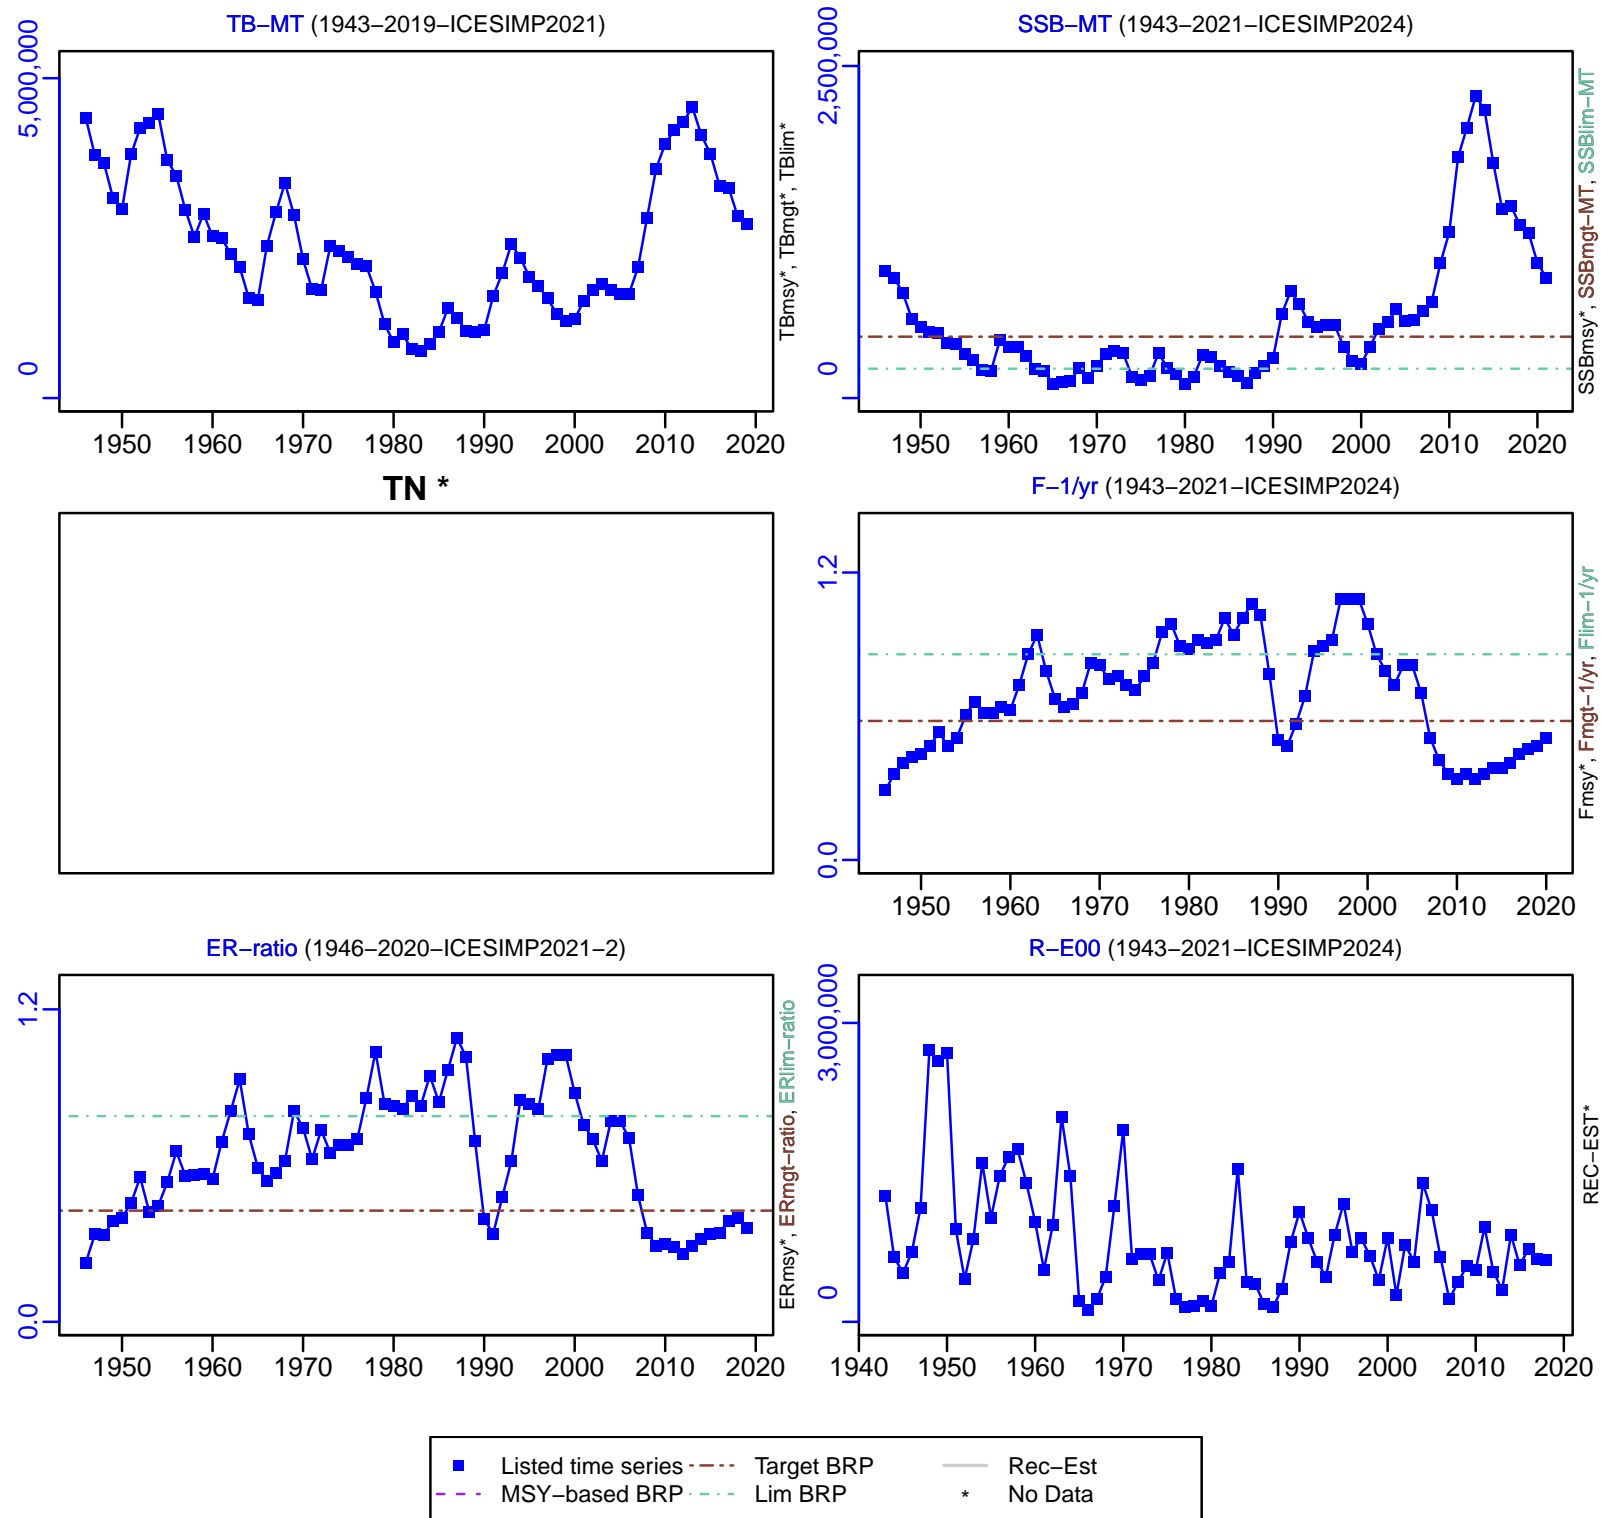 TB−MT (1943−2019−ICESIMP2021)
5,000,000
0
1950 1960 1970 1980 1990 2000 2010 2020
TBmsy*, TBmgt*, TBlim*
SSB−MT (1943−2021−ICESIMP2024)
2,500,000
0
1950 1960 1970 1980 1990 2000 2010 2020
SSBmsy*, SSBmgt−MT, SSBlim−MT
TN *
F−1/yr (1943−2021−ICESIMP2024)
1.2
0.0
1950 1960 1970 1980 1990 2000 2010 2020
Fmsy*, Fmgt−1/yr, Flim−1/yr
ER−ratio (1946−2020−ICESIMP2021−2)
1.2
0.0
1950 1960 1970 1980 1990 2000 2010 2020
ERmsy*, ERmgt−ratio, ERlim−ratio
R−E00 (1943−2021−ICESIMP2024)
3,000,000
0
1940 1950 1960 1970 1980 1990 2000 2010 2020
REC−EST*
Listed time series Target BRP Rec−Est
MSY−based BRP Lim BRP * No Data